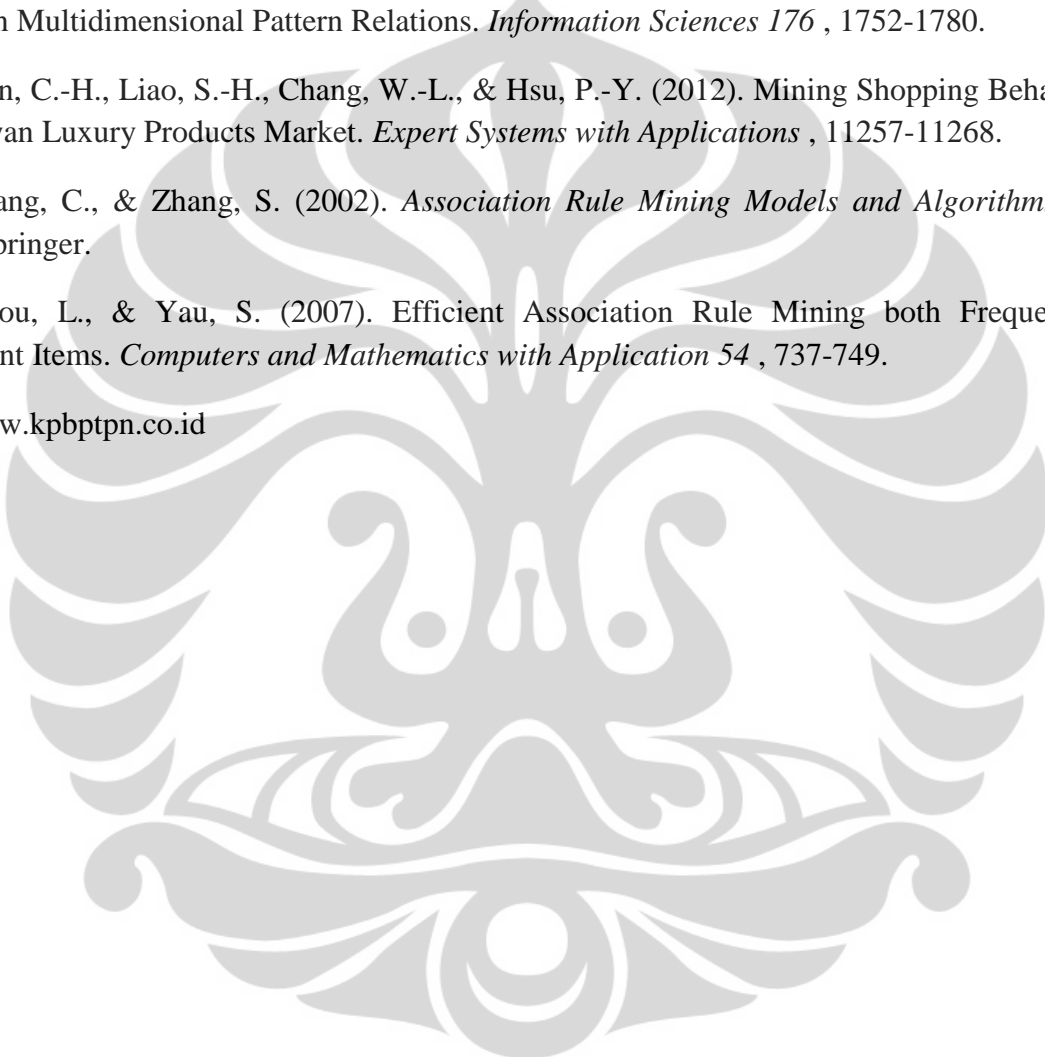 n Multidimensional Pattern Relations. Information Sciences 176 , 1752-1780.
n, C.-H., Liao, S.-H., Chang, W.-L., & Hsu, P.-Y. (2012). Mining Shopping Beha
van Luxury Products Market. Expert Systems with Applications , 11257-11268.
ang, C., & Zhang, S. (2002). Association Rule Mining Models and Algorithm
pringer.
ou, L., & Yau, S. (2007). Efficient Association Rule Mining both Freque
nt Items. Computers and Mathematics with Application 54 , 737-749.
w.kpbptpn.co.id